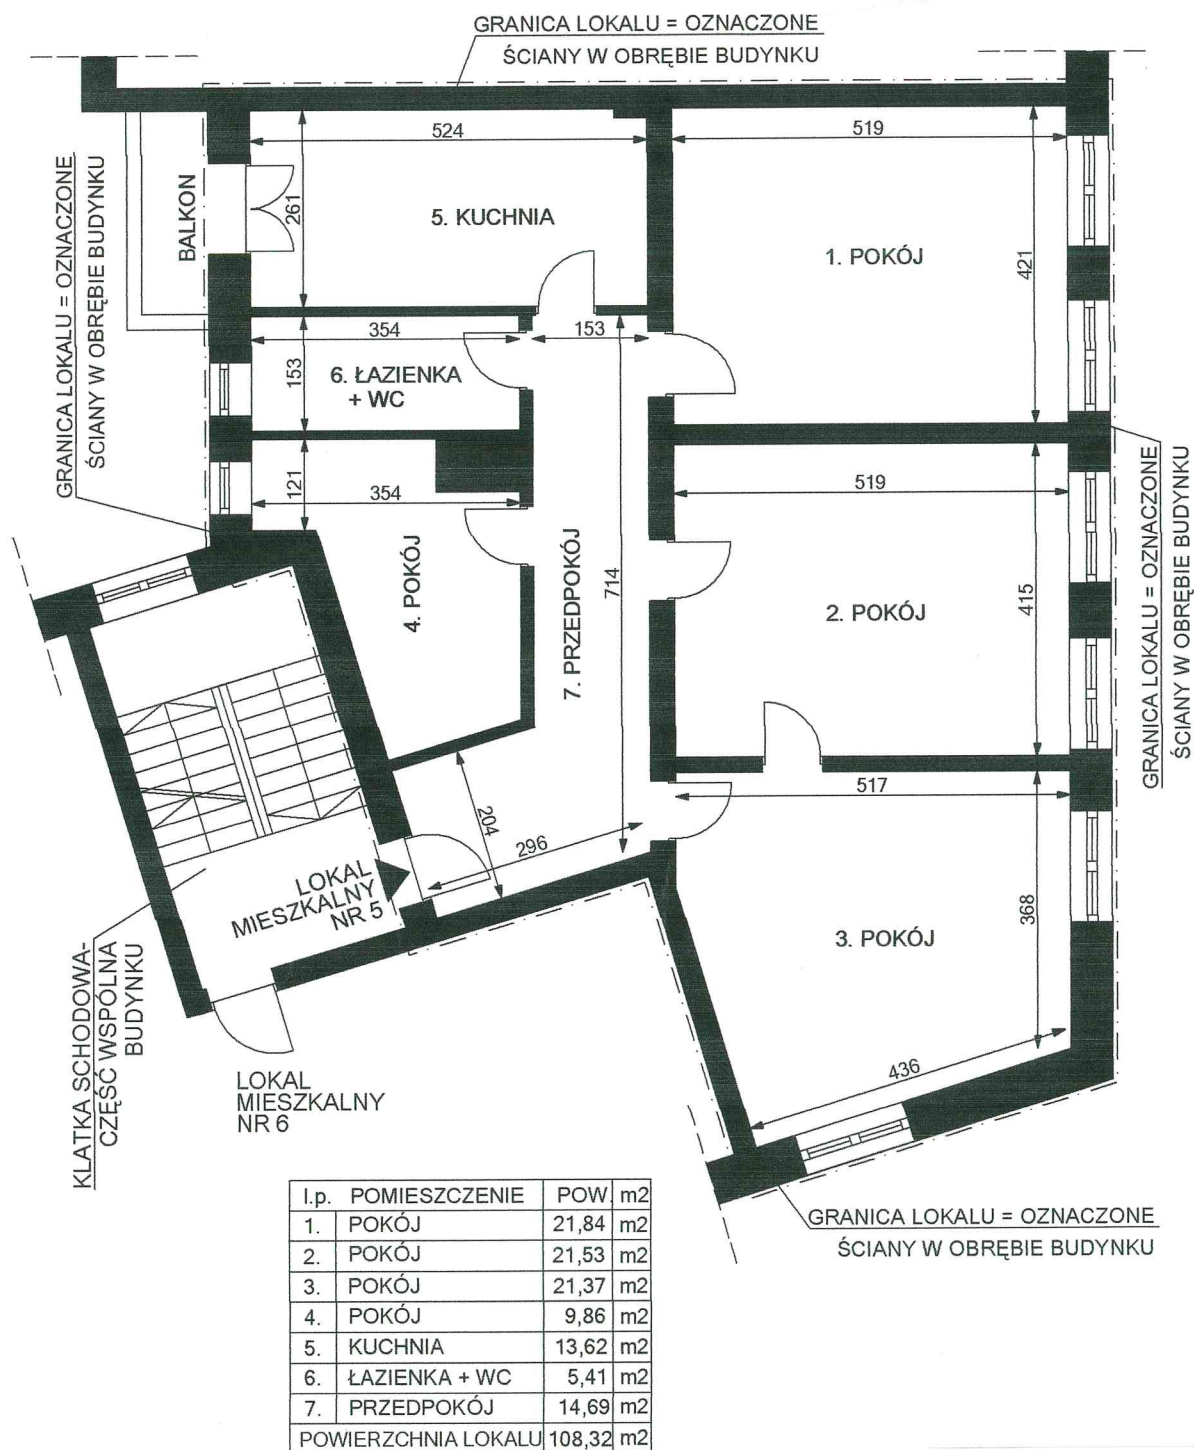 GRANICA LOKALU = OZNACZONE
ŚCIANY W OBRĘBIE BUDYNKU
GRANICA LOKALU = OZNACZONE
ŚCIANY W OBRĘBIE BUDYNKU
BALKON
524
261
5. KUCHNIA
519
421
1. POKÓJ
354
153
153
6. ŁAZIENKA
+ WC
121
354
4. POKÓJ
7. PRZEDPOKÓJ
714
519
415
2. POKÓJ
GRANICA LOKALU = OZNACZONE
ŚCIANY W OBRĘBIE BUDYNKU
517
368
3. POKÓJ
436
204
296
LOKAL
MIESZKALNY
NR 5
KLATKA SCHODOWA-
CZĘŚĆ WSPÓLNA
BUDYNKU
LOKAL
MIESZKALNY
NR 6
GRANICA LOKALU = OZNACZONE
ŚCIANY W OBRĘBIE BUDYNKU
l.p. POMIESZCZENIE POW. m2
1. POKÓJ 21,84 m2
2. POKÓJ 21,53 m2
3. POKÓJ 21,37 m2
4. POKÓJ 9,86 m2
5. KUCHNIA 13,62 m2
6. ŁAZIENKA + WC 5,41 m2
7. PRZEDPOKÓJ 14,69 m2
POWIERZCHNIA LOKALU 108,32 m2